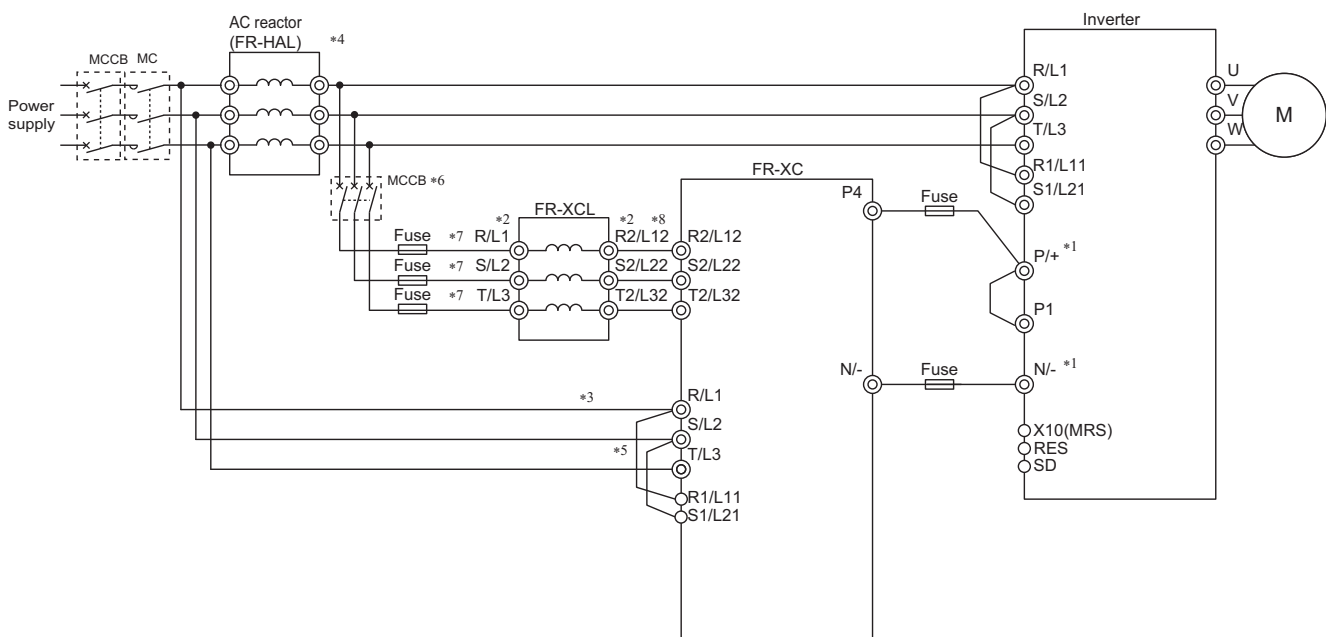 AC reactor
(FR-HAL) *4
Inverter
MCCB MC
Power
supply
R/L1
S/L2
T/L3
R1/L11
S1/L21
U
V
W
M
MCCB *6
FR-XC
P4
Fuse
P/+ *1
P1
N/-
Fuse
N/- *1
X10(MRS)
RES
SD
*2 FR-XCL *2 *8
Fuse *7 R/L1 R2/L12 R2/L12
Fuse *7 S/L2 S2/L22 S2/L22
Fuse *7 T/L3 T2/L32 T2/L32
*3 R/L1
S/L2
*5 T/L3
R1/L11
S1/L21